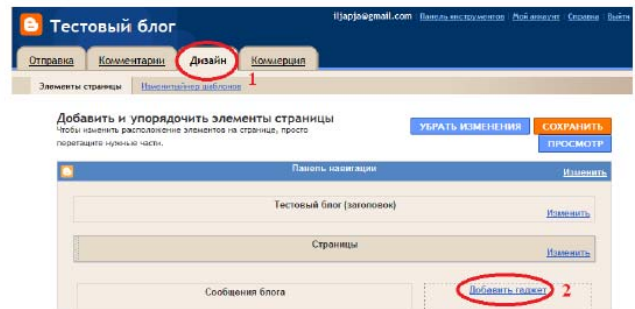 Тестовый блог
iljapja@gmail.com Панель инструментов Мой аккаунт Справка Выйти
Отправка Комментарии Дизайн Коммерция
1
Элементы страницы
Добавить и упорядочить элементы страницы
Чтобы изменить расположение элементов на странице, просто
перетащите нужные части.
УБРАТЬ ИЗМЕНЕНИЯ СОХРАНИТЬ
ПРОСМОТР
Панель навигации Изменить
Тестовый блог (заголовок)
Изменить
Страницы
Изменить
Сообщения блога
Добавить гаджет 2